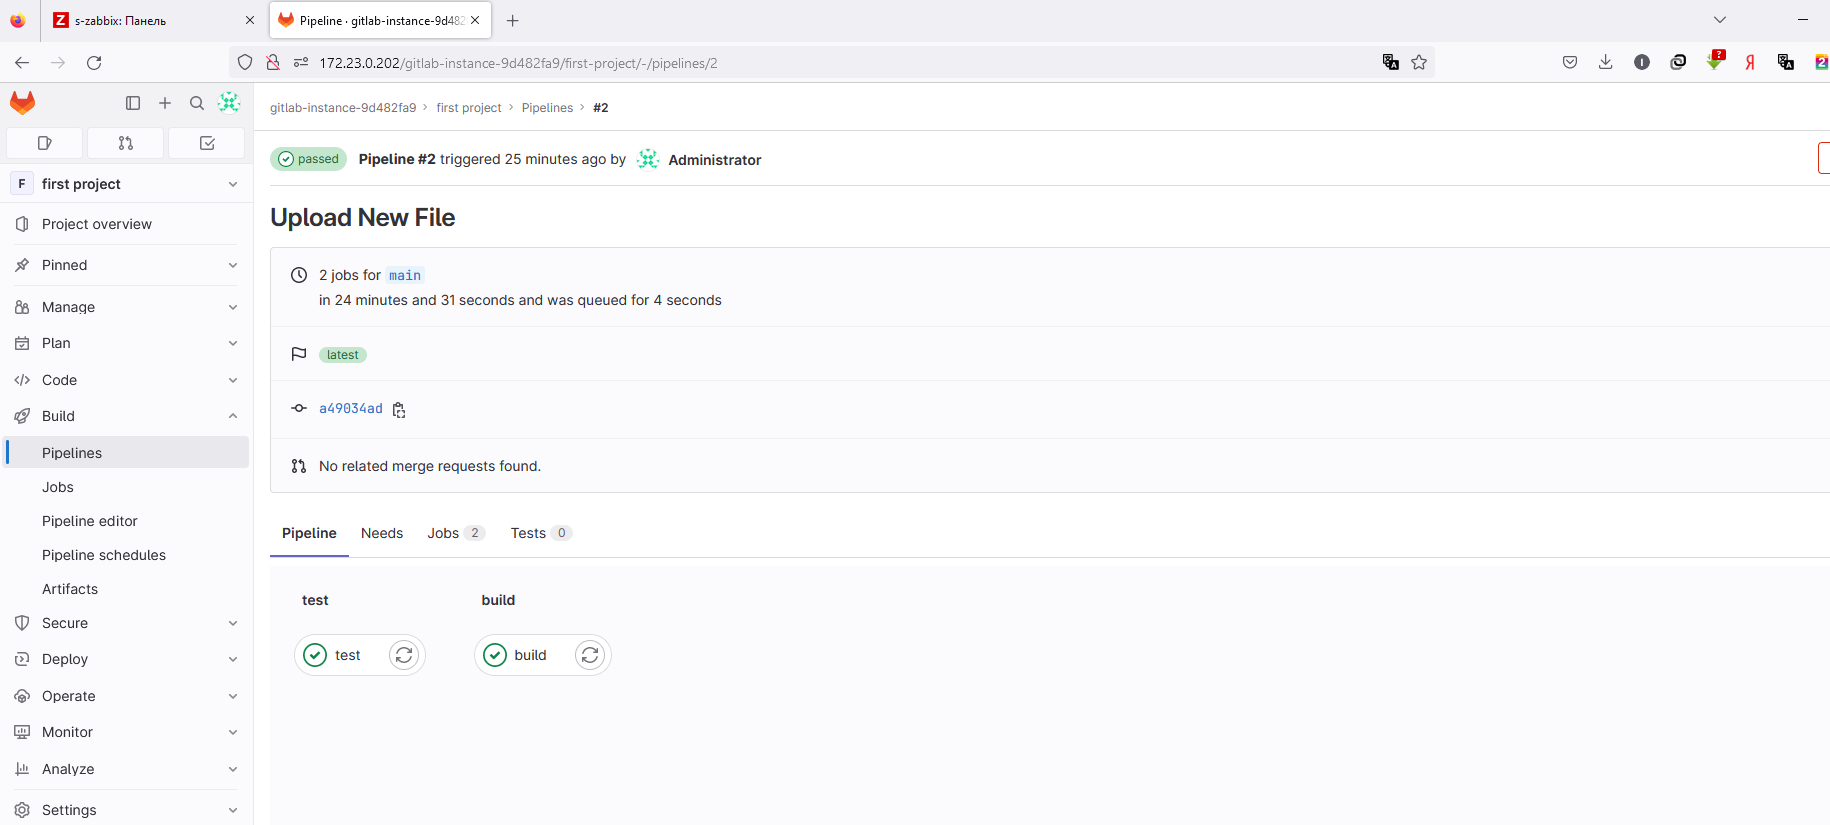 s-zabbix: Панель
Pipeline · gitlab-instance-9d482
172.23.0.202/gitlab-instance-9d482fa9/first-project/-/pipelines/2
gitlab-instance-9d482fa9 › first project › Pipelines › #2
passed Pipeline #2 triggered 25 minutes ago by Administrator
F first project
Project overview
Pinned
Manage
Plan
Code
Build
Pipelines
Jobs
Pipeline editor
Pipeline schedules
Artifacts
Secure
Deploy
Operate
Monitor
Analyze
Settings
Upload New File
2 jobs for main
in 24 minutes and 31 seconds and was queued for 4 seconds
latest
a49034ad
No related merge requests found.
Pipeline Needs Jobs 2 Tests 0
test build
test build